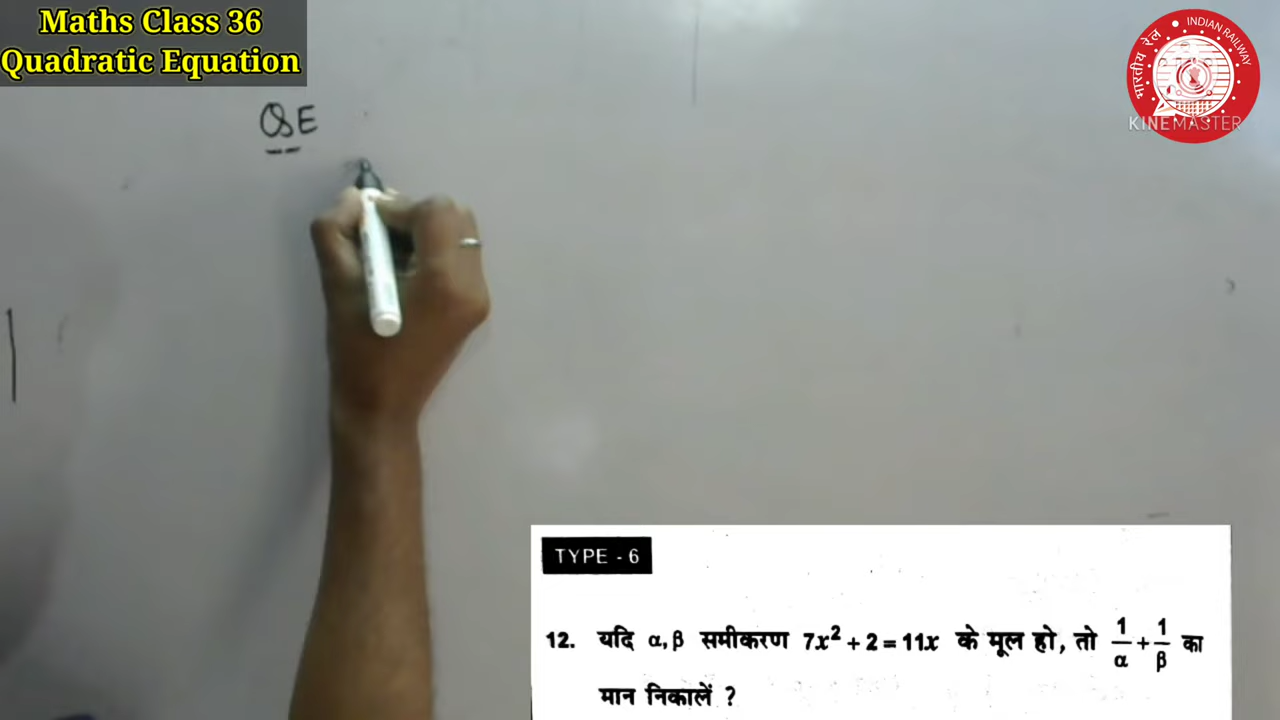 Maths Class 36
Quadratic Equation
भारतीय रेल
INDIAN RAILWAY
KINEMASTER
QE
TYPE - 6
12. यदि α, β समीकरण 7x² + 2 = 11x के मूल हो, तो 1/α + 1/β का
मान निकालें ?